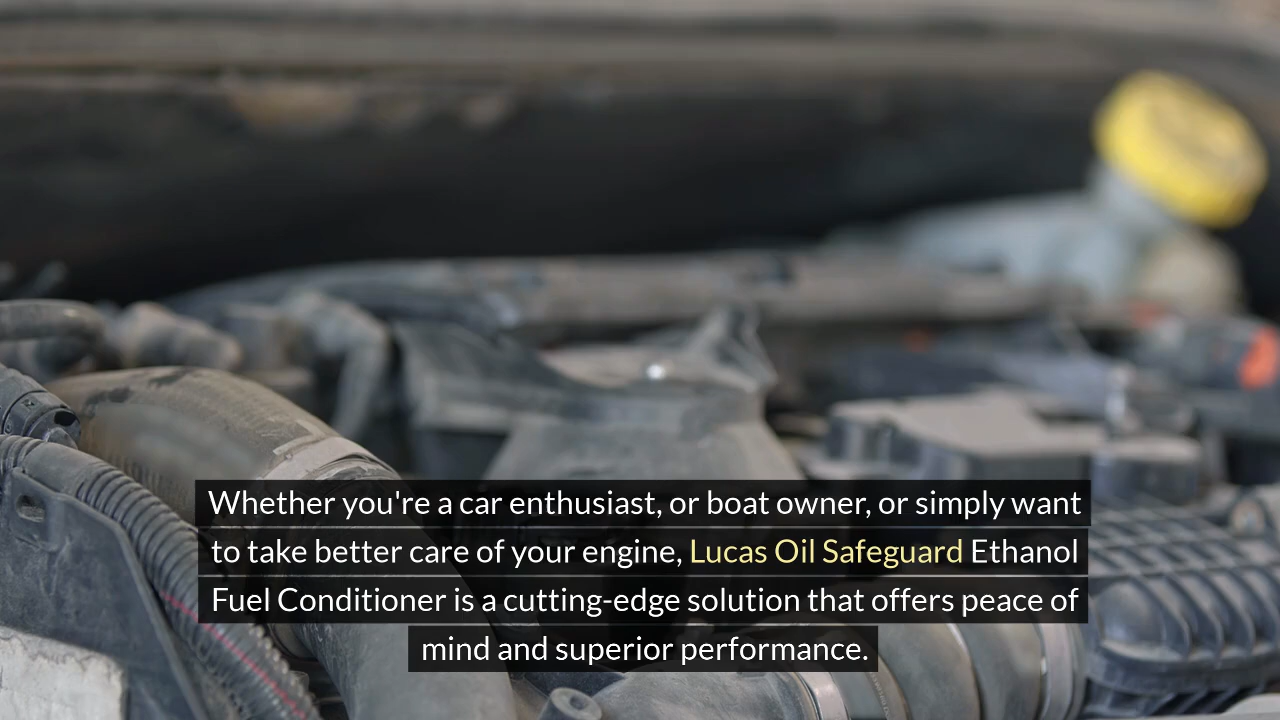 Whether you're a car enthusiast, or boat owner, or simply want
to take better care of your engine, Lucas Oil Safeguard Ethanol
Fuel Conditioner is a cutting-edge solution that offers peace of
mind and superior performance.